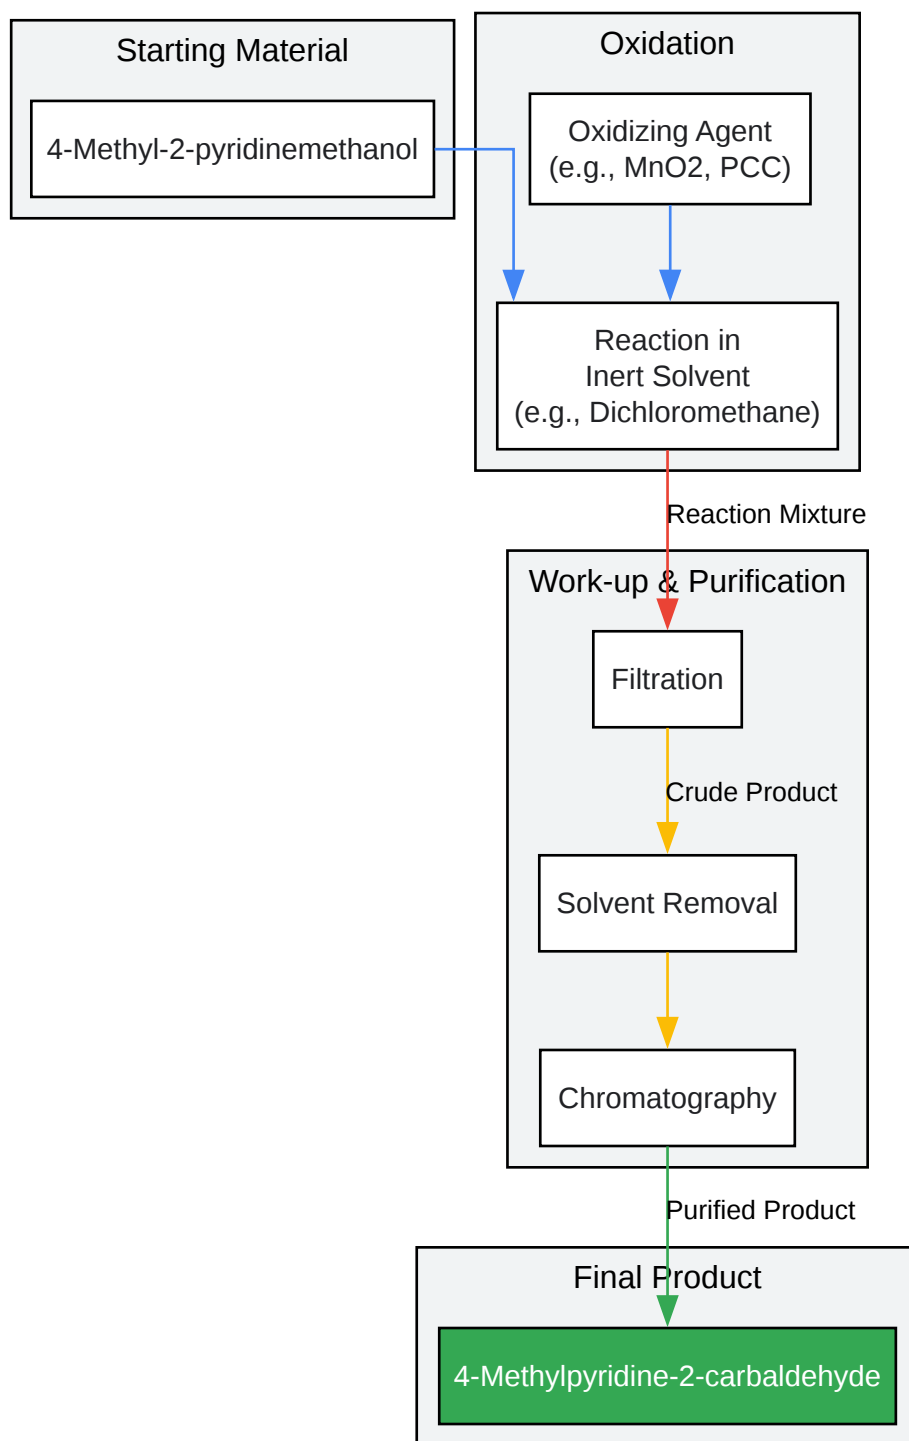 Starting Material
4-Methyl-2-pyridinemethanol
Oxidation
Oxidizing Agent
(e.g., MnO2, PCC)
Reaction in
Inert Solvent
(e.g., Dichloromethane)
Reaction Mixture
Work-up & Purification
Filtration
Crude Product
Solvent Removal
Chromatography
Purified Product
Final Product
4-Methylpyridine-2-carbaldehyde